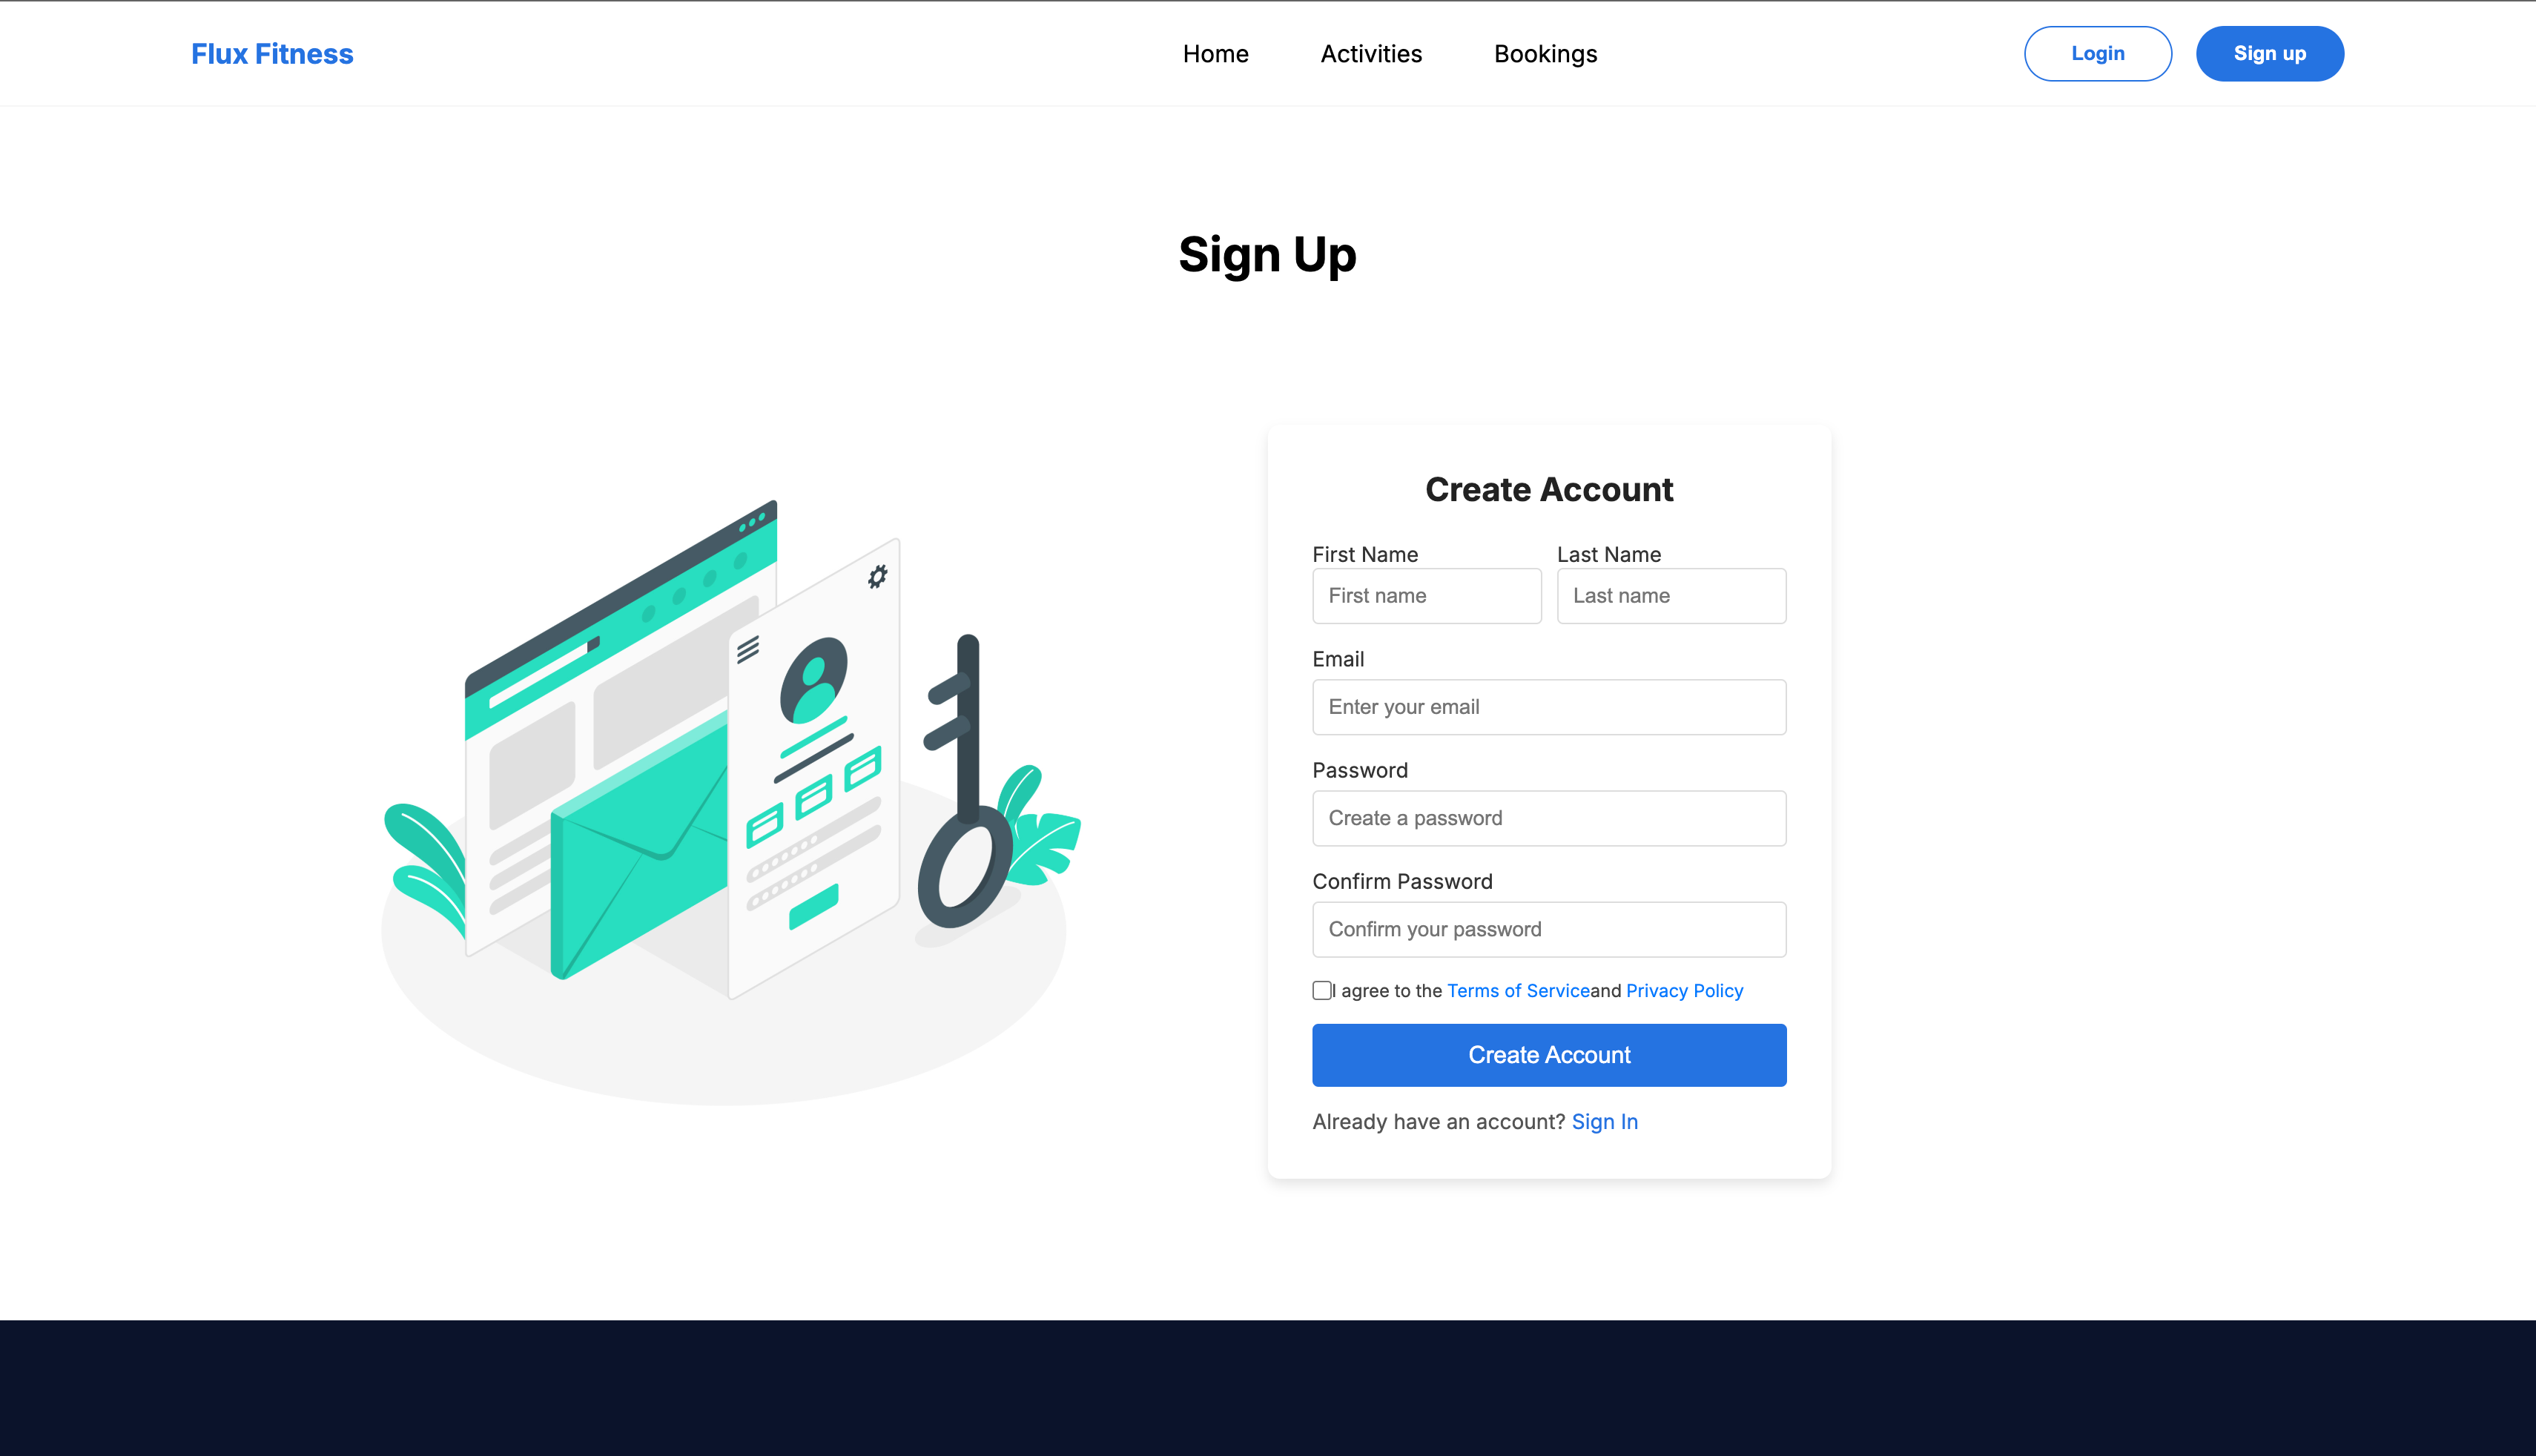 Flux Fitness
Home Activities Bookings
Login Sign up
Sign Up
Create Account
First Name Last Name
First name Last name
Email
Enter your email
Password
Create a password
Confirm Password
Confirm your password
I agree to the Terms of Serviceand Privacy Policy
Create Account
Already have an account? Sign In